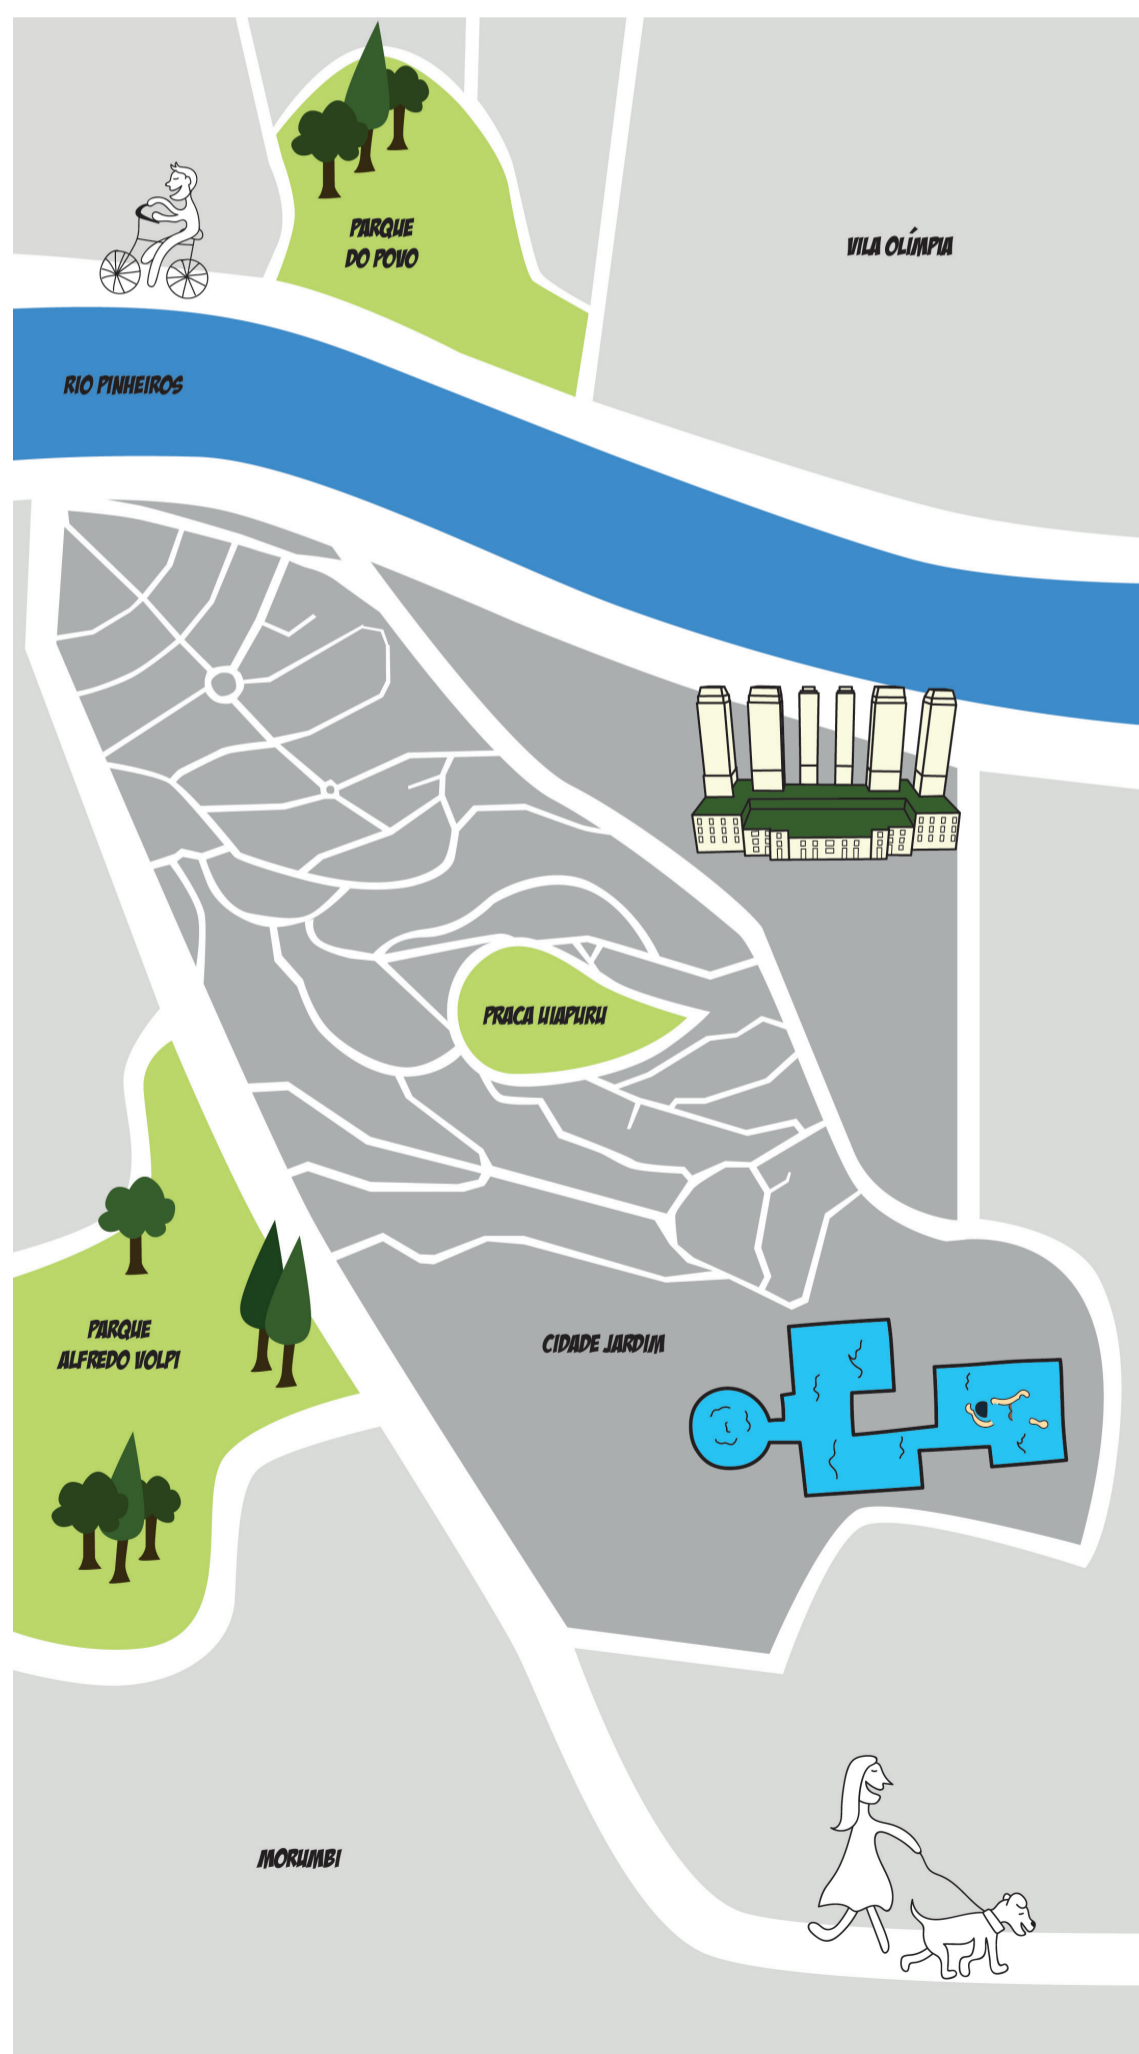 PARQUE
DO POVO
VILA OLÍMPIA
RIO PINHEIROS
PRACA UIAPURU
PARQUE
ALFREDO VOLPI
CIDADE JARDIM
MORUMBI